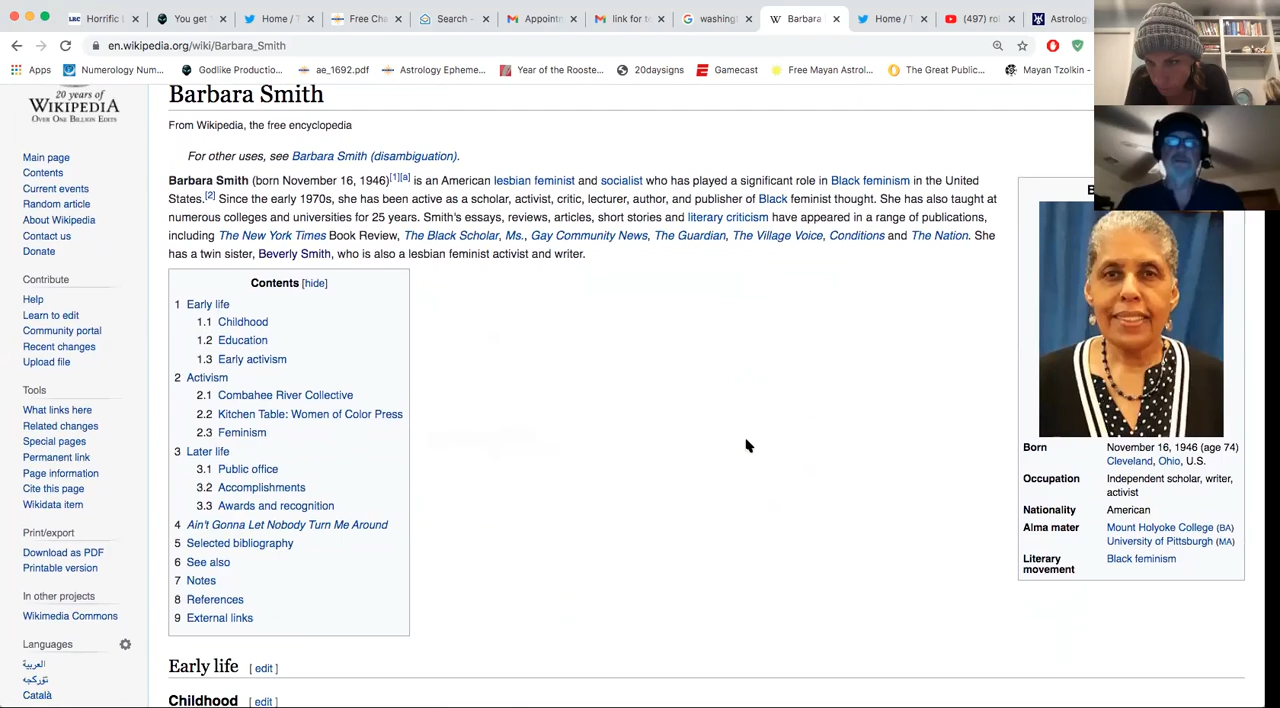 Horrific I
You get
Home / T
Free Cha
Search -
Appointn
link for to
washingt
Barbara
Home / T
(497) rol
Astrolog
en.wikipedia.org/wiki/Barbara_Smith
Apps
Numerology Num...
Godlike Productio...
ae_1692.pdf
Astrology Epheme...
Year of the Rooste...
20daysigns
Gamecast
Free Mayan Astrol...
The Great Public...
Mayan Tzolkin -
20 years of
WIKIPEDIA
OVER ONE BILLION EDITS
Main page
Contents
Current events
Random article
About Wikipedia
Contact us
Donate
Contribute
Help
Learn to edit
Community portal
Recent changes
Upload file
Tools
What links here
Related changes
Special pages
Permanent link
Page information
Cite this page
Wikidata item
Print/export
Download as PDF
Printable version
In other projects
Wikimedia Commons
Languages
العربية
تۆرکجه
Català
Barbara Smith
From Wikipedia, the free encyclopedia
For other uses, see Barbara Smith (disambiguation).
Barbara Smith (born November 16, 1946)[1][a] is an American lesbian feminist and socialist who has played a significant role in Black feminism in the United
States.[2] Since the early 1970s, she has been active as a scholar, activist, critic, lecturer, author, and publisher of Black feminist thought. She has also taught at
numerous colleges and universities for 25 years. Smith's essays, reviews, articles, short stories and literary criticism have appeared in a range of publications,
including The New York Times Book Review, The Black Scholar, Ms., Gay Community News, The Guardian, The Village Voice, Conditions and The Nation. She
has a twin sister, Beverly Smith, who is also a lesbian feminist activist and writer.
Contents [hide]
1 Early life
1.1 Childhood
1.2 Education
1.3 Early activism
2 Activism
2.1 Combahee River Collective
2.2 Kitchen Table: Women of Color Press
2.3 Feminism
3 Later life
3.1 Public office
3.2 Accomplishments
3.3 Awards and recognition
4 Ain't Gonna Let Nobody Turn Me Around
5 Selected bibliography
6 See also
7 Notes
8 References
9 External links
Early life [ edit ]
Childhood [ edit ]
B
Born November 16, 1946 (age 74)
Cleveland, Ohio, U.S.
Occupation Independent scholar, writer,
activist
Nationality American
Alma mater Mount Holyoke College (BA)
University of Pittsburgh (MA)
Literary movement Black feminism